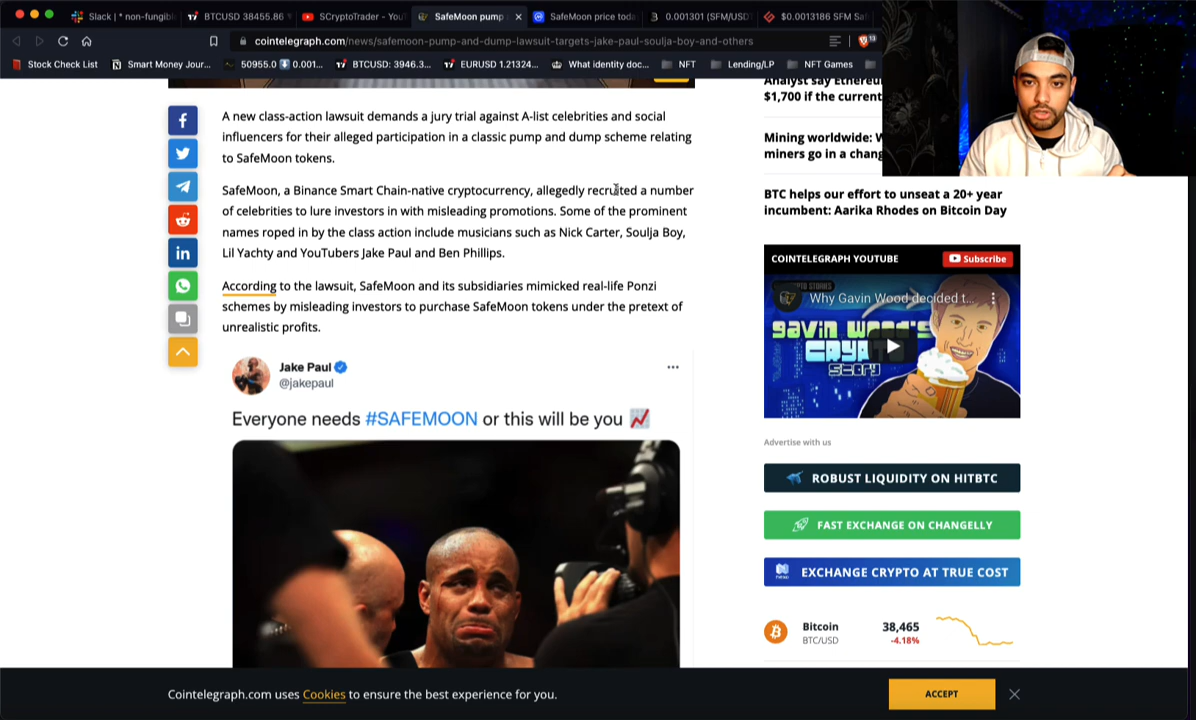 Slack | * non-fungibl
BTCUSD 38455.86
SCryptoTrader - You
SafeMoon pump
SafeMoon price toda
0.001301 (SFM/USD
$0.0013186 SFM Sa
cointelegraph.com/news/safemoon-pump-and-dump-lawsuit-targets-jake-paul-soulja-boy-and-others
13
Stock Check List
Smart Money Jour...
50955.0 0.001...
BTCUSD: 3946.3...
EURUSD 1.21324...
What identity doc...
NFT
Lending/LP
NFT Games
A new class-action lawsuit demands a jury trial against A-list celebrities and social
influencers for their alleged participation in a classic pump and dump scheme relating
to SafeMoon tokens.
SafeMoon, a Binance Smart Chain-native cryptocurrency, allegedly recruited a number
of celebrities to lure investors in with misleading promotions. Some of the prominent
names roped in by the class action include musicians such as Nick Carter, Soulja Boy,
Lil Yachty and YouTubers Jake Paul and Ben Phillips.
According to the lawsuit, SafeMoon and its subsidiaries mimicked real-life Ponzi
schemes by misleading investors to purchase SafeMoon tokens under the pretext of
unrealistic profits.
Jake Paul
@jakepaul
Everyone needs #SAFEMOON or this will be you 📈
Analyst say Ethereu
$1,700 if the current
Mining worldwide: W
miners go in a chang
BTC helps our effort to unseat a 20+ year
incumbent: Aarika Rhodes on Bitcoin Day
COINTELEGRAPH YOUTUBE
Subscribe
Why Gavin Wood decided t...
GAVIN WOOD'S
CRYPTO
STORY
Advertise with us
ROBUST LIQUIDITY ON HITBTC
FAST EXCHANGE ON CHANGELLY
EXCHANGE CRYPTO AT TRUE COST
Bitcoin
38,465
BTC/USD
-4.18%
Cointelegraph.com uses Cookies to ensure the best experience for you.
ACCEPT